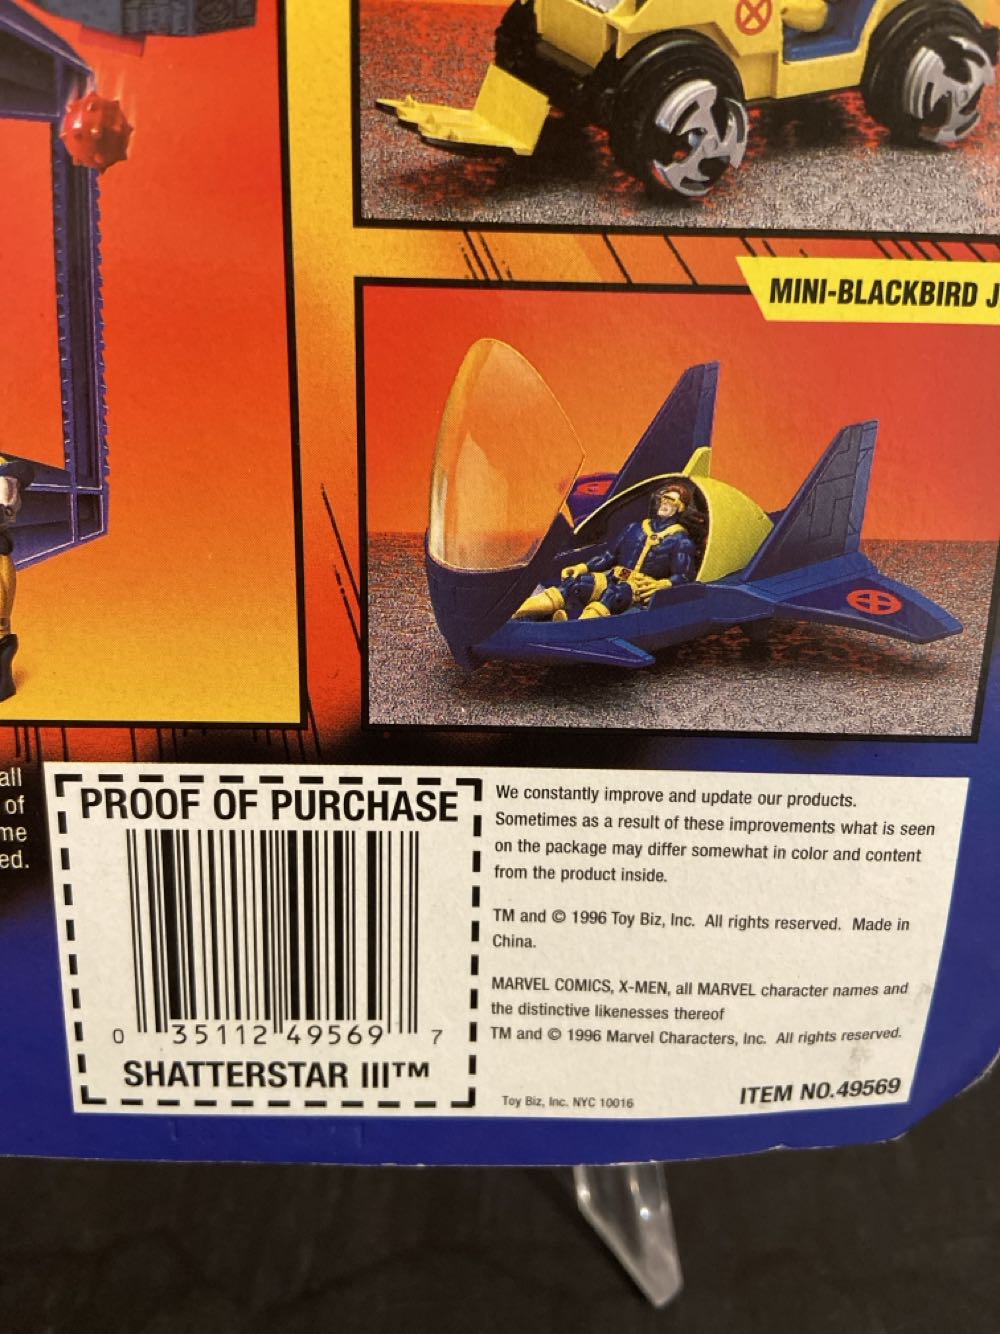 MINI-BLACKBIRD J
all
of
me
ed.
PROOF OF PURCHASE
0 35112 49569 7
SHATTERSTAR III™
We constantly improve and update our products.
Sometimes as a result of these improvements what is seen
on the package may differ somewhat in color and content
from the product inside.
TM and © 1996 Toy Biz, Inc. All rights reserved. Made in
China.
MARVEL COMICS, X-MEN, all MARVEL character names and
the distinctive likenesses thereof
TM and © 1996 Marvel Characters, Inc. All rights reserved.
Toy Biz, Inc. NYC 10016
ITEM NO.49569